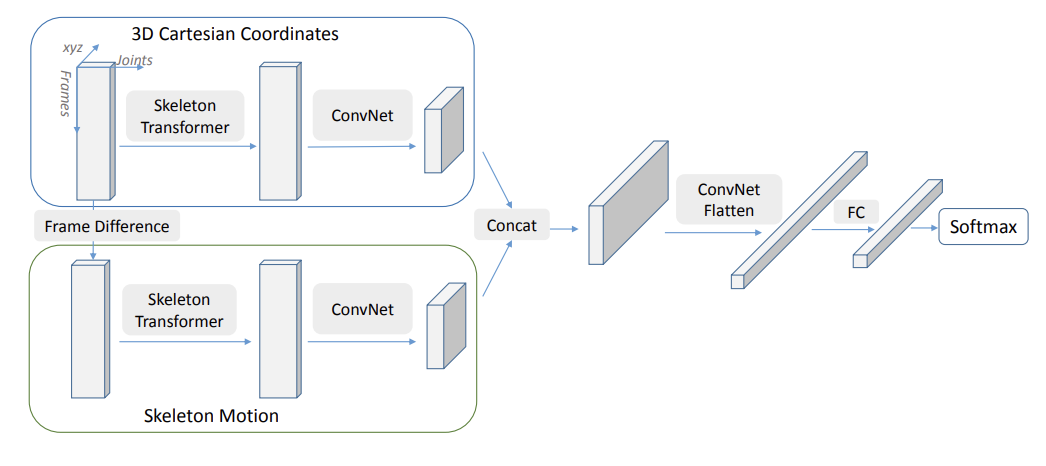 3D Cartesian Coordinates
xyz
Joints
Frames
Skeleton
Transformer
ConvNet
Frame Difference
Skeleton
Transformer
ConvNet
Skeleton Motion
Concat
ConvNet
Flatten
FC
Softmax